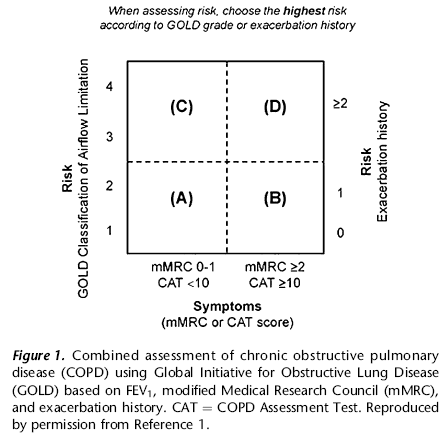 When assessing risk, choose the highest risk
according to GOLD grade or exacerbation history
Risk
GOLD Classification of Airflow Limitation
4
3
2
1
(C)
(D)
(A)
(B)
≥2
1
0
Risk
Exacerbation history
mMRC 0-1
CAT <10
mMRC ≥2
CAT ≥10
Symptoms
(mMRC or CAT score)
Figure 1. Combined assessment of chronic obstructive pulmonary
disease (COPD) using Global Initiative for Obstructive Lung Disease
(GOLD) based on FEV₁, modified Medical Research Council (mMRC),
and exacerbation history. CAT = COPD Assessment Test. Reproduced
by permission from Reference 1.